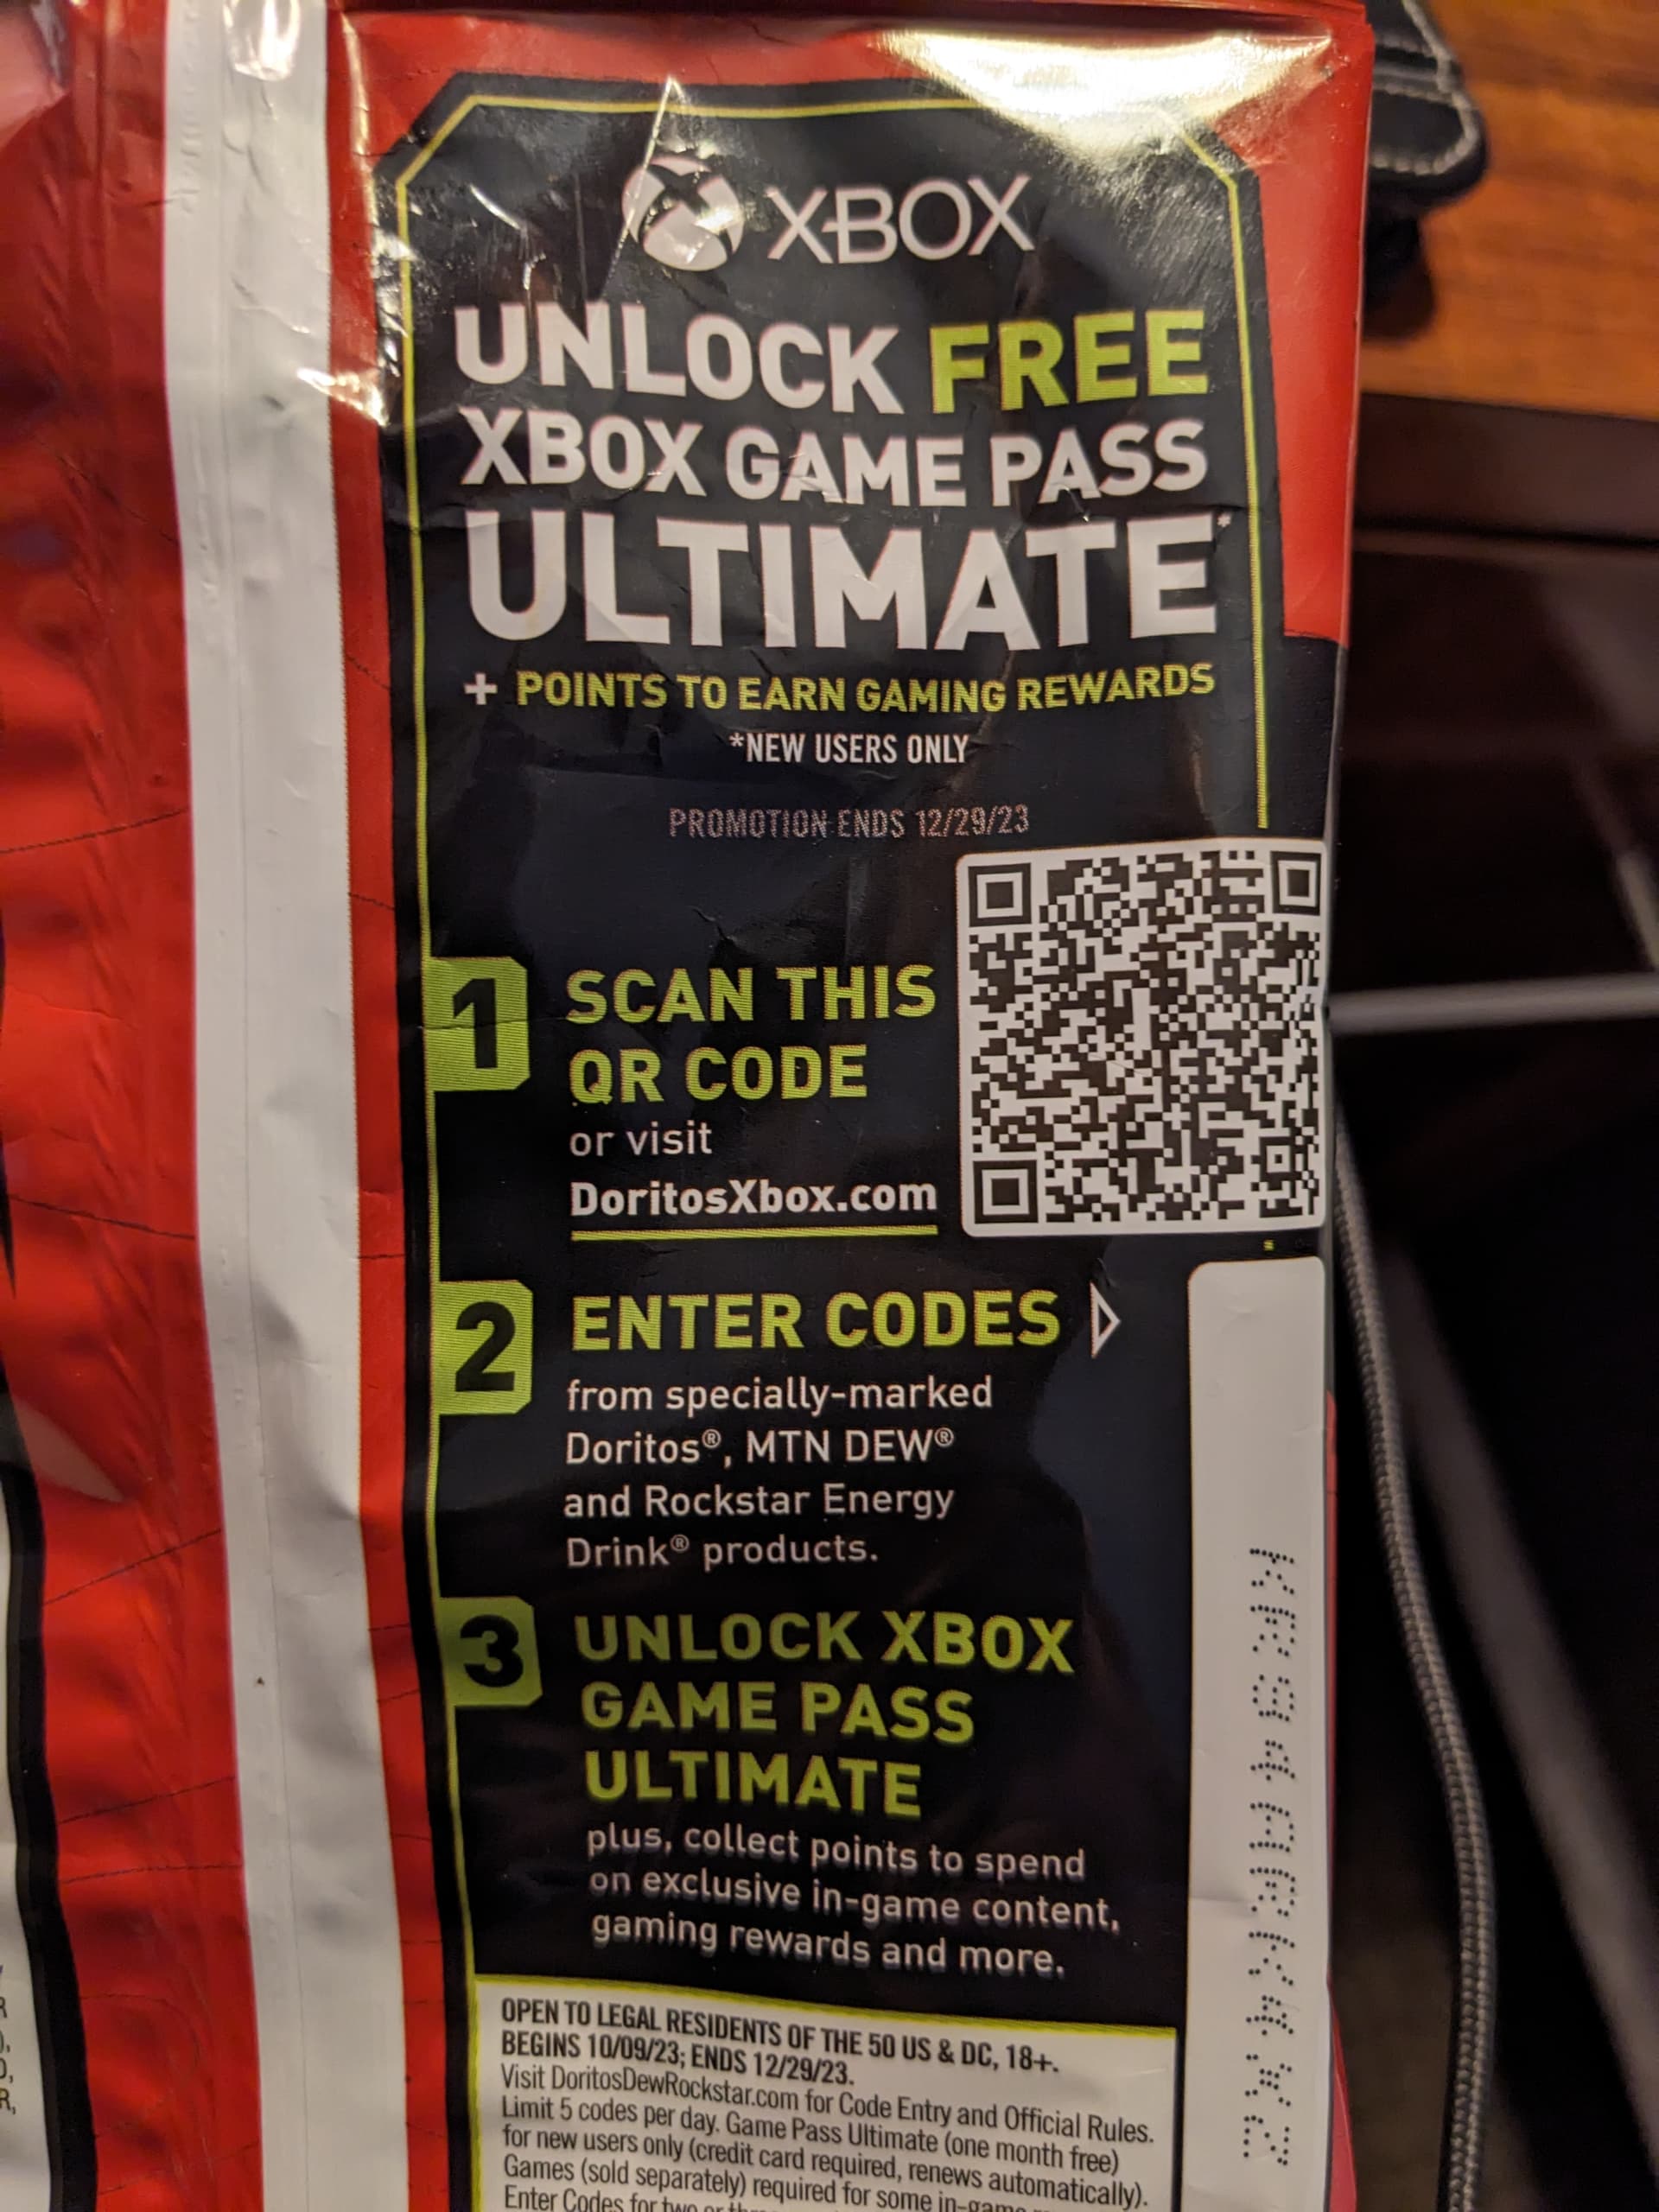 XBOX
UNLOCK FREE
XBOX GAME PASS
ULTIMATE*
+ POINTS TO EARN GAMING REWARDS
*NEW USERS ONLY
PROMOTION ENDS 12/29/23
1 SCAN THIS
QR CODE
or visit
DoritosXbox.com
2 ENTER CODES
from specially-marked
Doritos®, MTN DEW®
and Rockstar Energy
Drink® products.
3 UNLOCK XBOX
GAME PASS
ULTIMATE
plus, collect points to spend
on exclusive in-game content,
gaming rewards and more.
OPEN TO LEGAL RESIDENTS OF THE 50 US & DC, 18+.
BEGINS 10/09/23; ENDS 12/29/23.
Visit DoritosDewRockstar.com for Code Entry and Official Rules.
Limit 5 codes per day. Game Pass Ultimate (one month free)
for new users only (credit card required, renews automatically).
Games (sold separately) required for some in-game
Enter Codes for two or